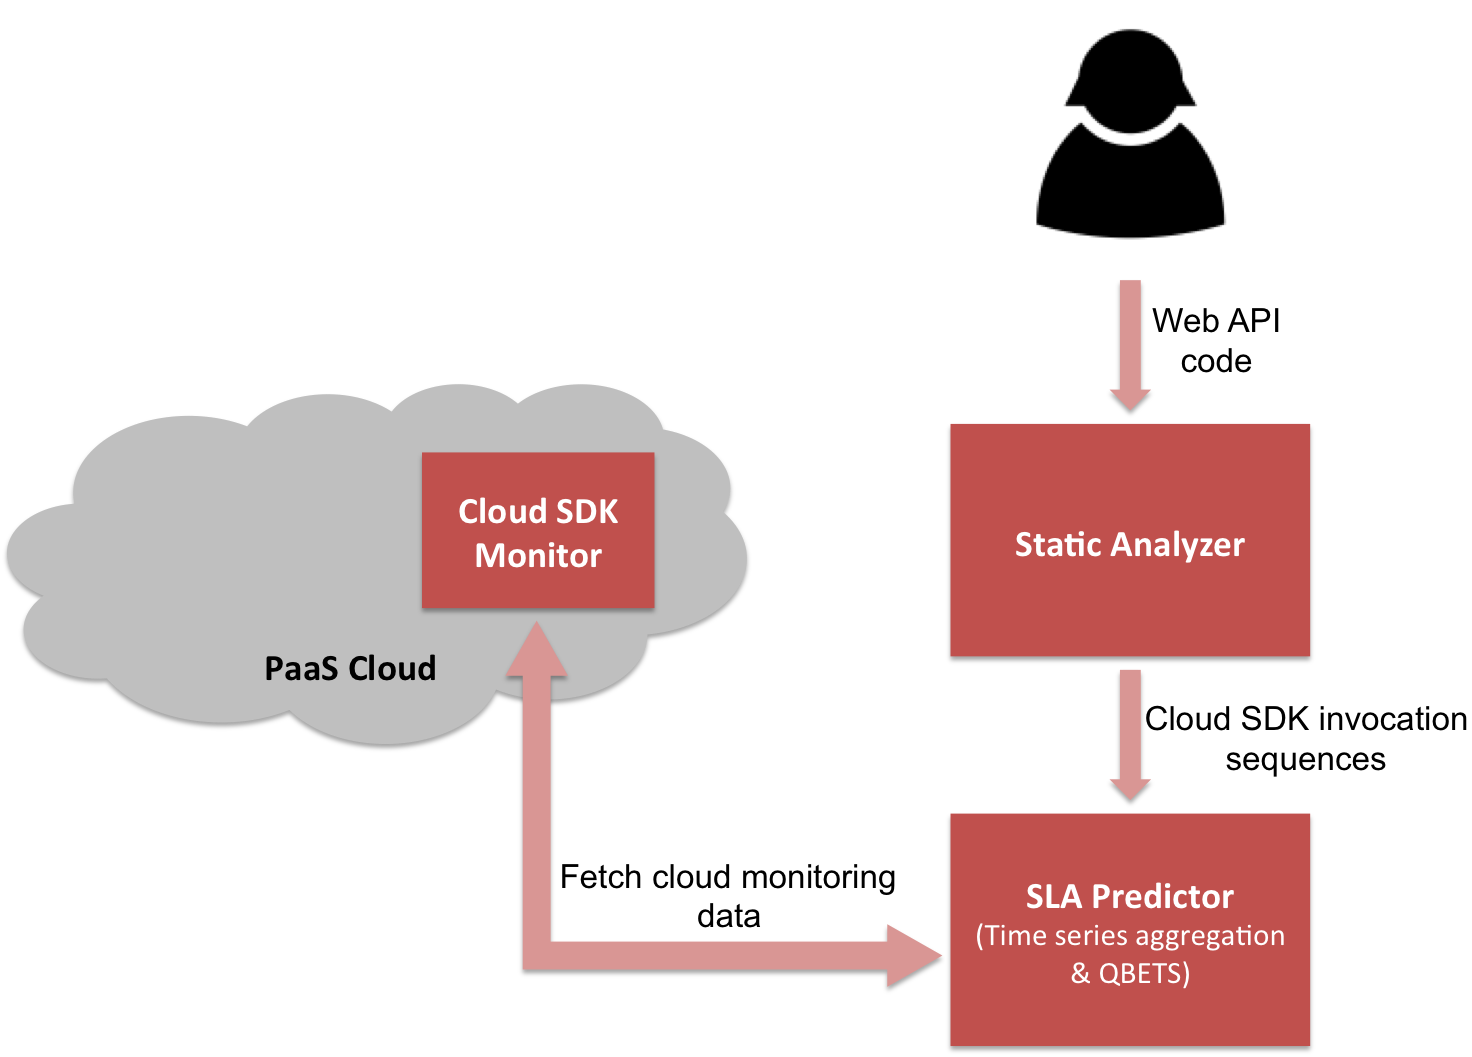 Web API
code
Cloud SDK
Monitor
Static Analyzer
PaaS Cloud
Cloud SDK invocation
sequences
Fetch cloud monitoring
data
SLA Predictor
(Time series aggregation
& QBETS)